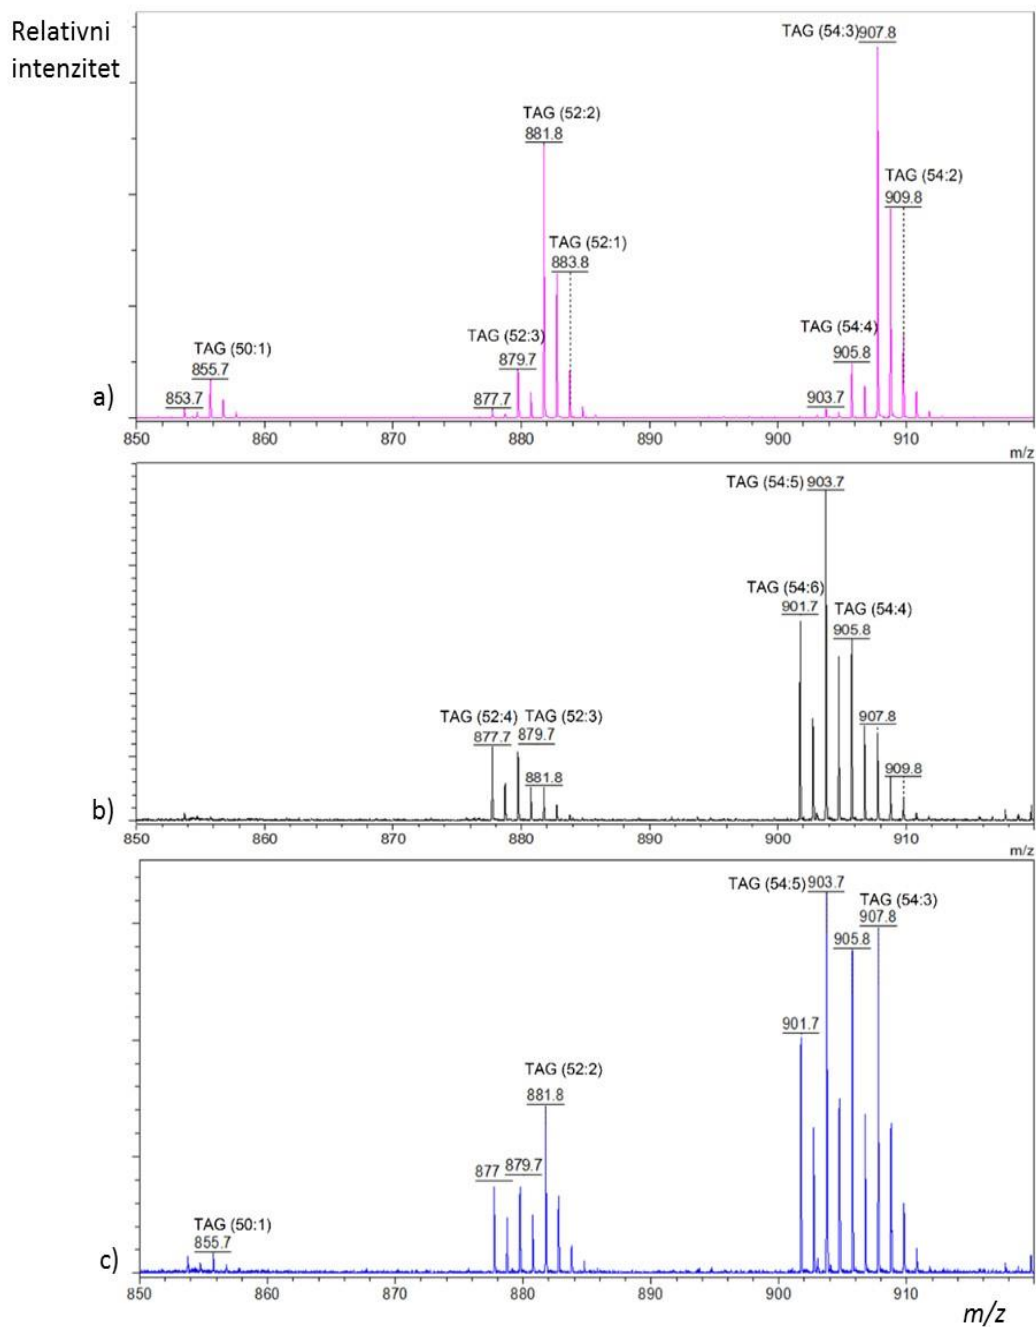 Relativni
intenzitet
TAG (54:3) 907.8
TAG (52:2)
881.8
TAG (54:2)
909.8
TAG (52:1)
883.8
TAG (52:3)
879.7
TAG (54:4)
905.8
TAG (50:1)
855.7
853.7
877.7
903.7
a)
850 860 870 880 890 900 910
m/z
TAG (54:5) 903.7
TAG (54:6)
901.7
TAG (54:4)
905.8
TAG (52:4) TAG (52:3)
877.7 879.7
907.8
881.8
909.8
b)
850 860 870 880 890 900 910
m/z
TAG (54:5) 903.7
TAG (54:3)
907.8
905.8
901.7
TAG (52:2)
881.8
877 879.7
TAG (50:1)
855.7
c)
850 860 870 880 890 900 910
m/z